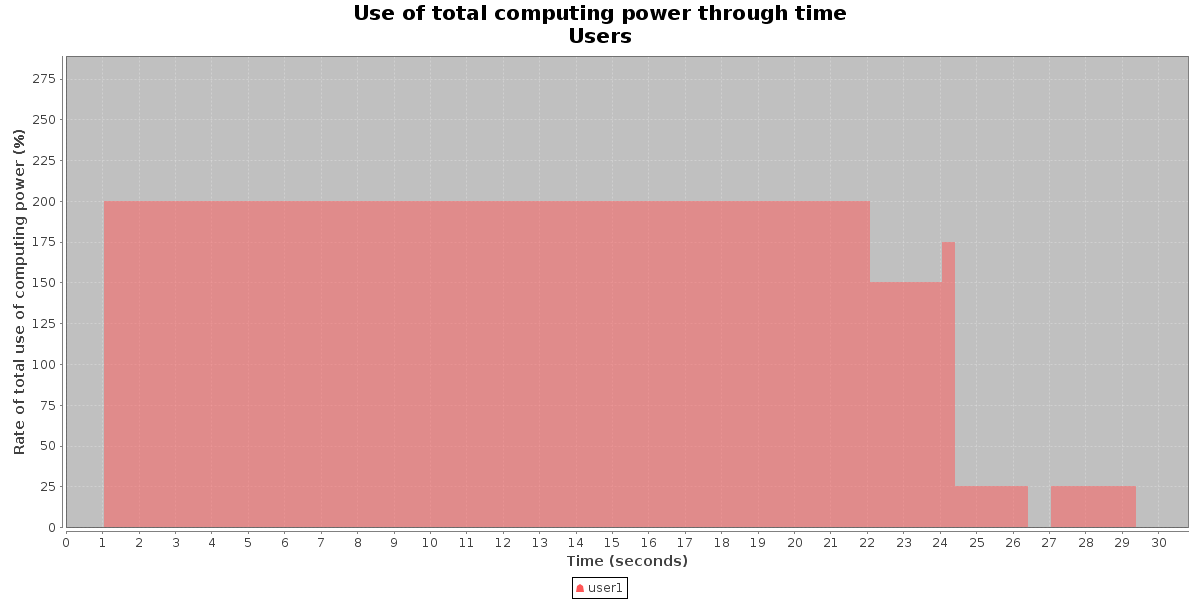 Use of total computing power through time
Users
Rate of total use of computing power (%)
275
250
225
200
175
150
125
100
75
50
25
0
0 1 2 3 4 5 6 7 8 9 10 11 12 13 14 15 16 17 18 19 20 21 22 23 24 25 26 27 28 29 30
Time (seconds)
user1